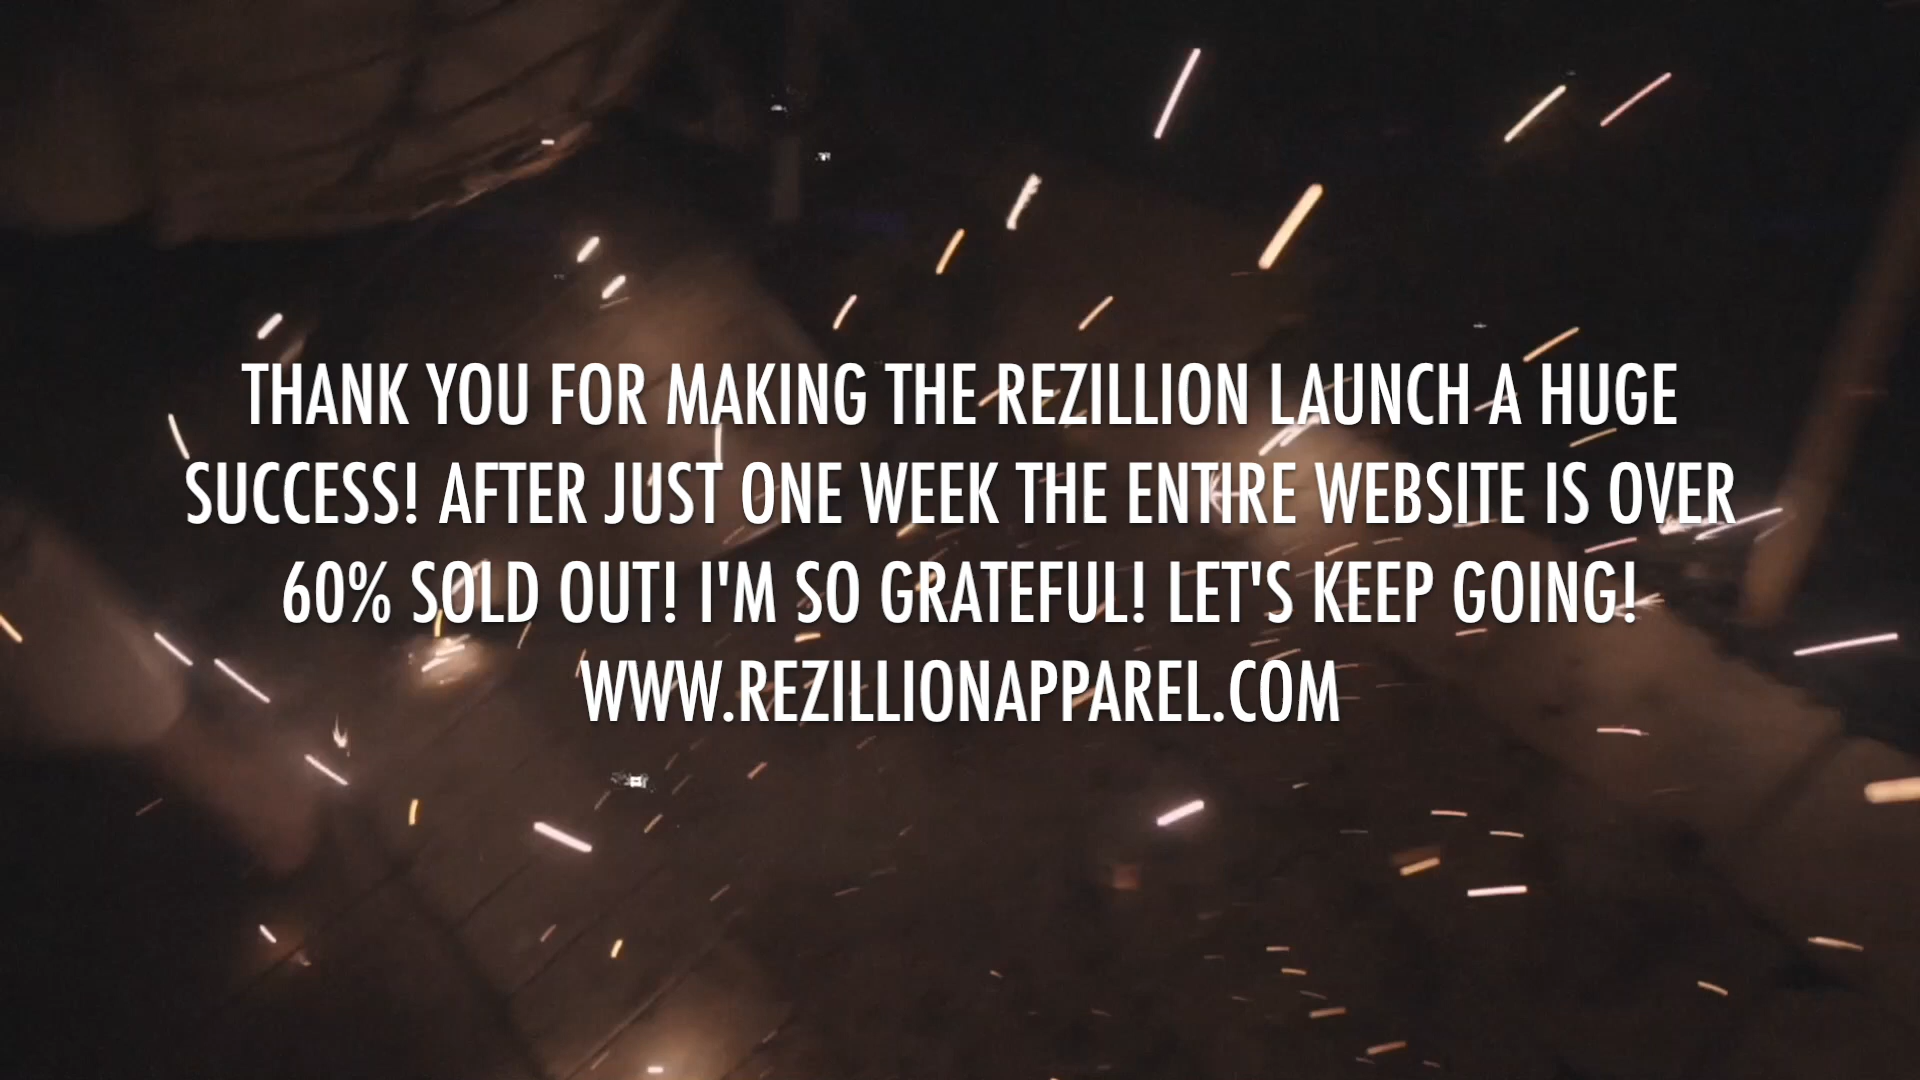 THANK YOU FOR MAKING THE REZILLION LAUNCH A HUGE
SUCCESS! AFTER JUST ONE WEEK THE ENTIRE WEBSITE IS OVER
60% SOLD OUT! I'M SO GRATEFUL! LET'S KEEP GOING!
WWW.REZILLIONAPPAREL.COM